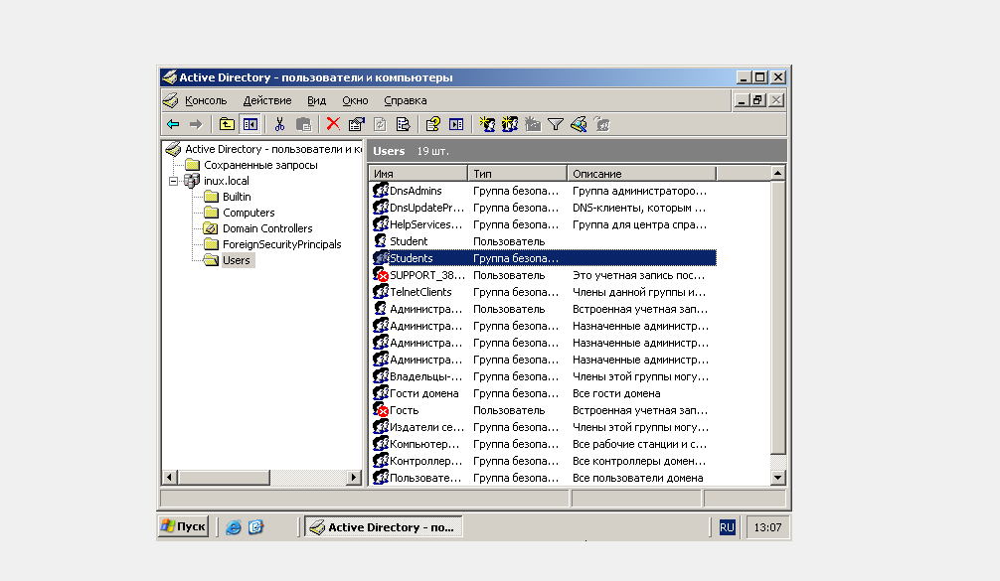 Active Directory - пользователи и компьютеры
Консоль Действие Вид Окно Справка
Active Directory - пользователи и к
Сохраненные запросы
inux.local
Builtin
Computers
Domain Controllers
ForeignSecurityPrincipals
Users
Users 19 шт.
Имя Тип Описание
DnsAdmins Группа безопа... Группа администраторо...
DnsUpdatePr... Группа безопа... DNS-клиенты, которым ...
HelpServices... Группа безопа... Группа для центра спра...
Student Пользователь
Students Группа безопа...
SUPPORT_38... Пользователь Это учетная запись пос...
TelnetClients Группа безопа... Члены данной группы и...
Администра... Пользователь Встроенная учетная зап...
Администра... Группа безопа... Назначенные администр...
Администра... Группа безопа... Назначенные администр...
Администра... Группа безопа... Назначенные администр...
Владельцы-... Группа безопа... Члены этой группы могу...
Гости домена Группа безопа... Все гости домена
Гость Пользователь Встроенная учетная зап...
Издатели се... Группа безопа... Члены этой группы могу...
Компьютер... Группа безопа... Все рабочие станции и с...
Контроллер... Группа безопа... Все контроллеры домен...
Пользовате... Группа безопа... Все пользователи домена
Пуск Active Directory - по... RU 13:07